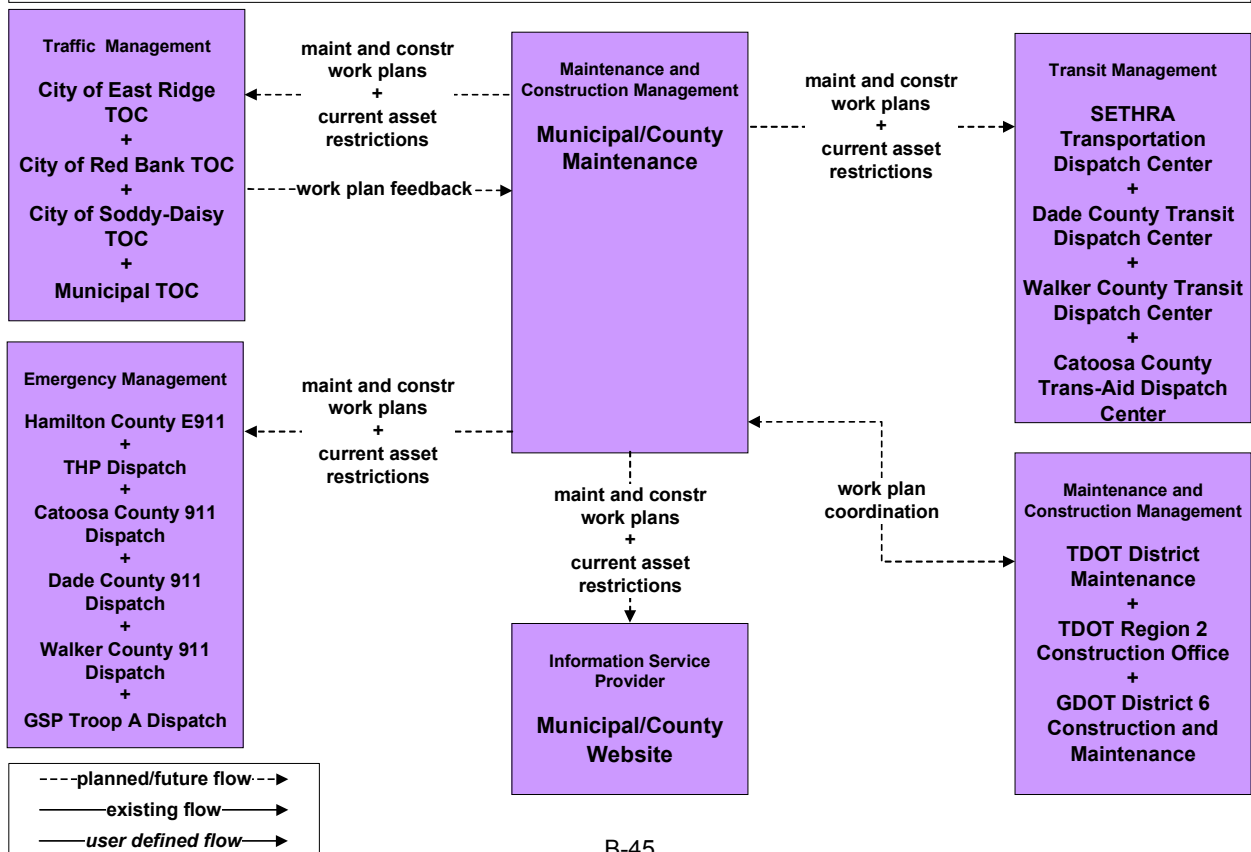 Traffic Management
City of East Ridge
TOC
+
City of Red Bank TOC
+
City of Soddy-Daisy
TOC
+
Municipal TOC
maint and constr
work plans
+
current asset
restrictions
work plan feedback
Maintenance and
Construction Management
Municipal/County
Maintenance
maint and constr
work plans
+
current asset
restrictions
Transit Management
SETHRA
Transportation
Dispatch Center
+
Dade County Transit
Dispatch Center
+
Walker County Transit
Dispatch Center
+
Catoosa County
Trans-Aid Dispatch
Center
Emergency Management
Hamilton County E911
+
THP Dispatch
+
Catoosa County 911
Dispatch
+
Dade County 911
Dispatch
+
Walker County 911
Dispatch
+
GSP Troop A Dispatch
maint and constr
work plans
+
current asset
restrictions
maint and constr
work plans
+
current asset
restrictions
work plan
coordination
Information Service
Provider
Municipal/County
Website
Maintenance and
Construction Management
TDOT District
Maintenance
+
TDOT Region 2
Construction Office
+
GDOT District 6
Construction and
Maintenance
planned/future flow
existing flow
user defined flow
B-45